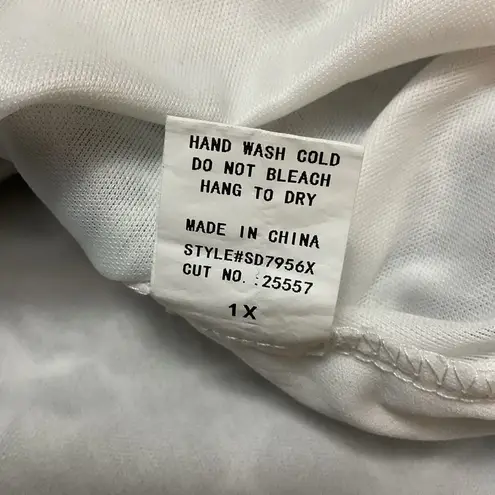 HAND WASH COLD
DO NOT BLEACH
HANG TO DRY
MADE IN CHINA
STYLE#SD7956X
CUT NO. :25557
1X